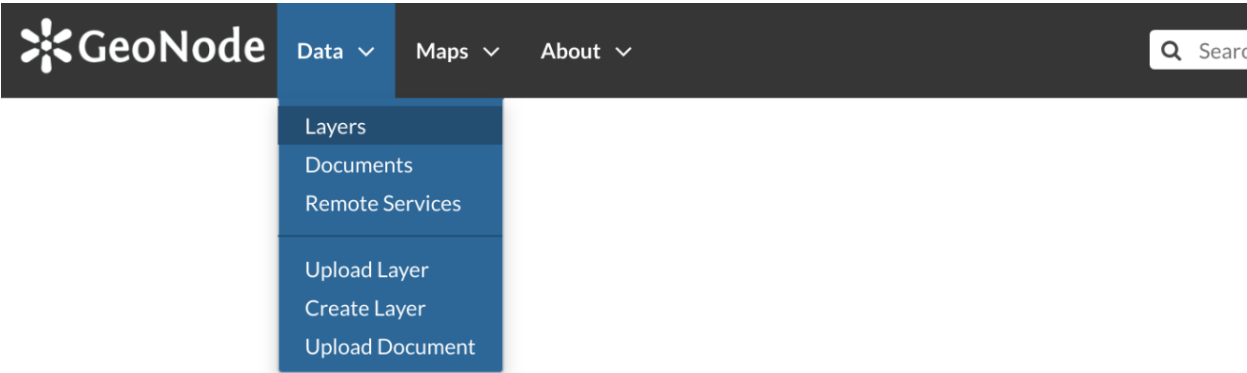 GeoNode Data Maps About
Layers
Documents
Remote Services
Upload Layer
Create Layer
Upload Document